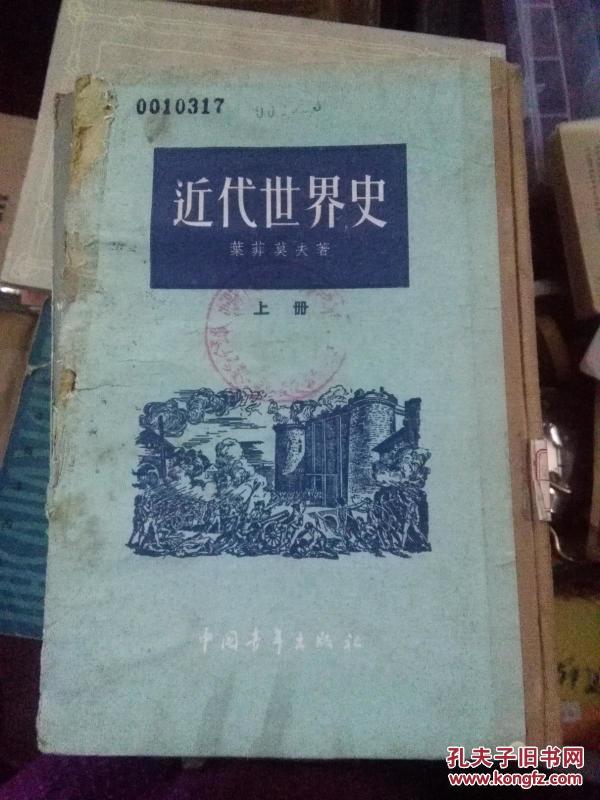 0010317
近代世界史
葉菲莫夫著
上册
中国青年出版社
孔夫子旧书网
www.kongfz.com